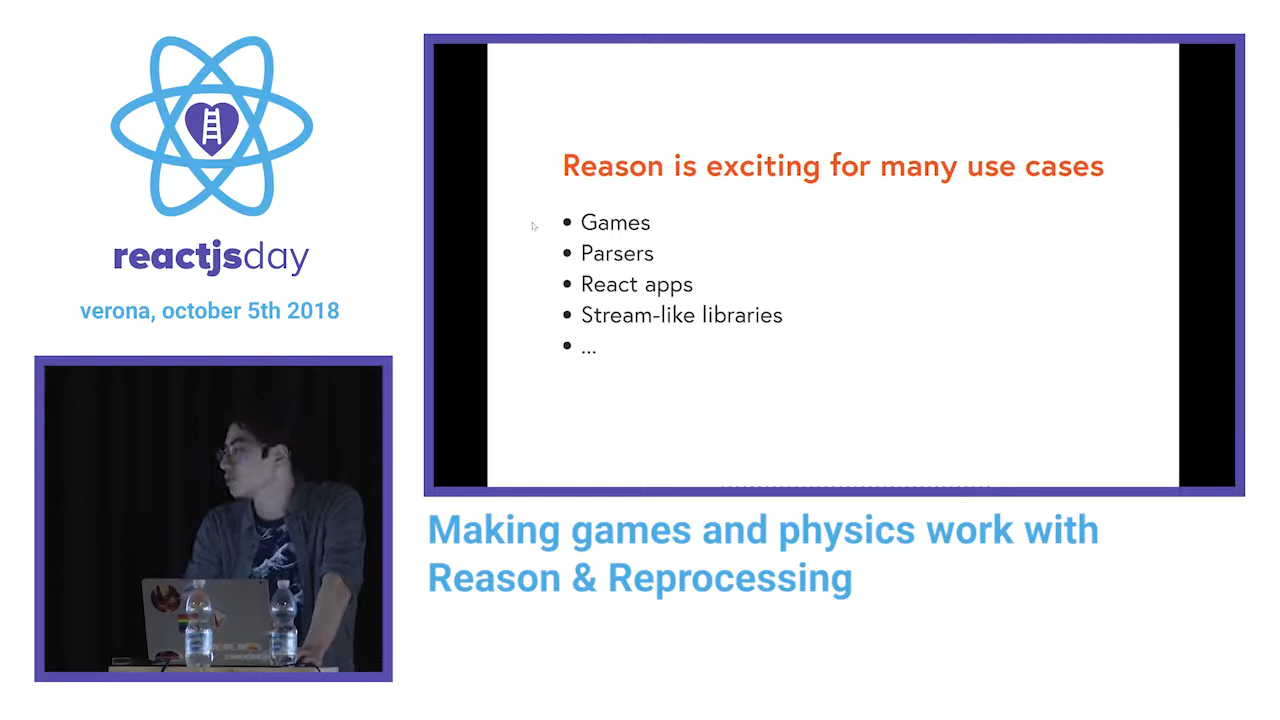 reactjsday
verona, october 5th 2018
Reason is exciting for many use cases
• Games
• Parsers
• React apps
• Stream-like libraries
• ...
Making games and physics work with
Reason & Reprocessing